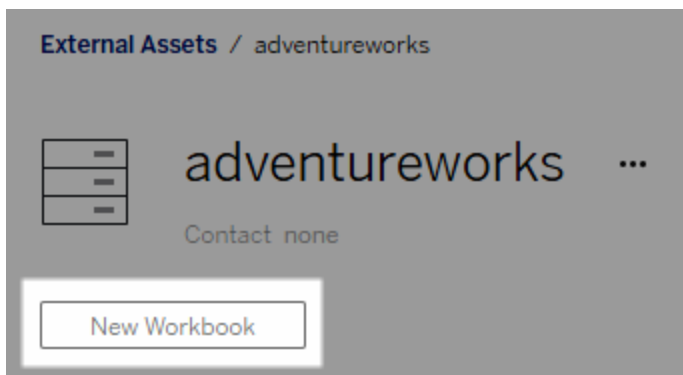 External Assets / adventureworks
adventureworks
Contact none
New Workbook